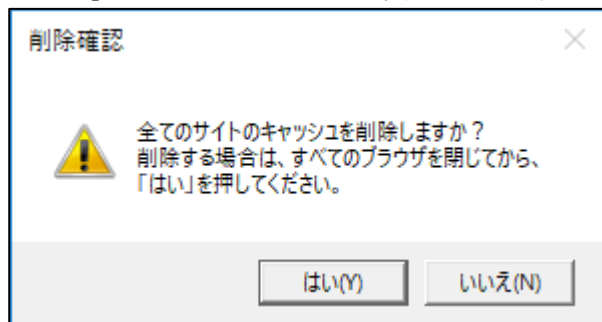 削除確認
全てのサイトのキャッシュを削除しますか？
削除する場合は、すべてのブラウザを閉じてから、
「はい」を押してください。
はい(Y)
いいえ(N)